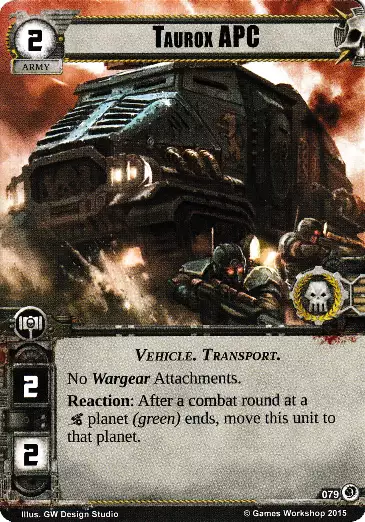 2
TAUROX APC
ARMY
VEHICLE. TRANSPORT.
2
No Wargear Attachments.
Reaction: After a combat round at a
planet (green) ends, move this unit to
that planet.
2
079 3
Illus. GW Design Studio
© Games Workshop 2015